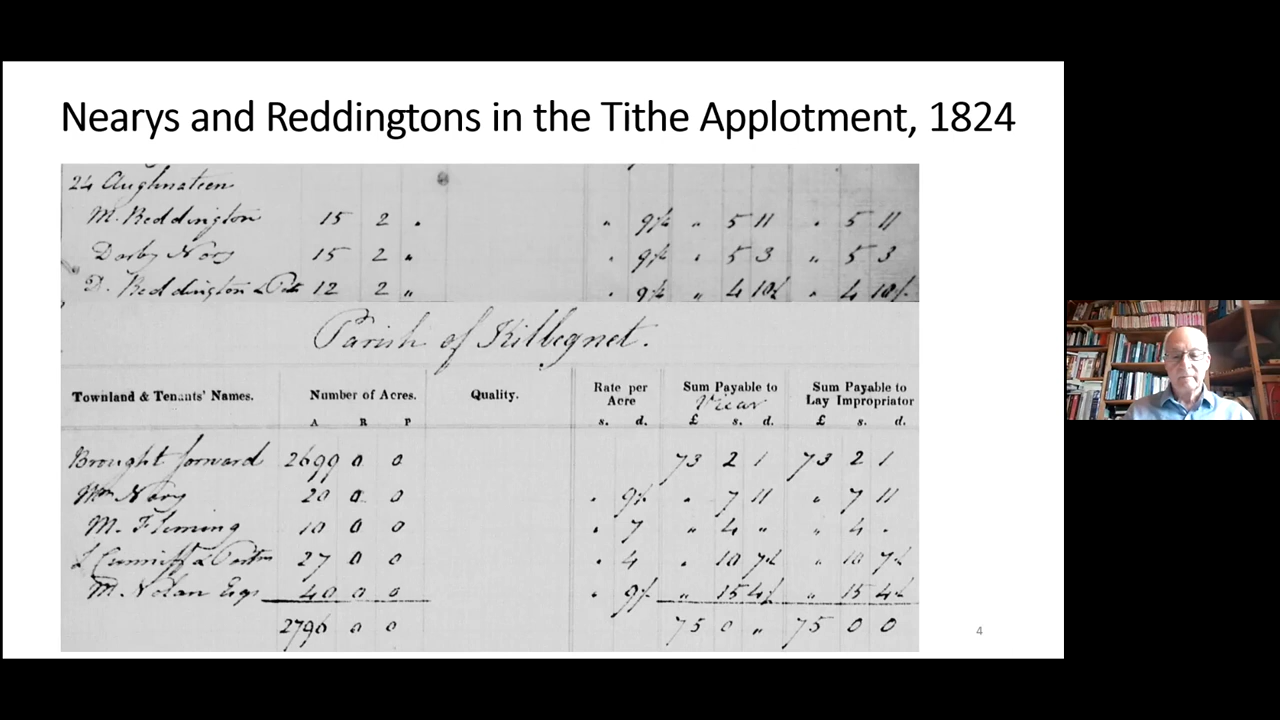 Nearys and Reddingtons in the Tithe Applotment, 1824
24 Aughnateen
M. Reddington 15 2 . „ 9½ „ 5 11 „ 5 11
Darby Nary 15 2 „ . 9½ . 5 3 „ 5 3
D. Reddington & 12 2 „ . 9½ „ 4 10½ . 4 10½
Parish of Killegnet.
Townland & Tenants' Names. Number of Acres. Quality. Rate per Acre Sum Payable to Vicar Sum Payable to Lay Impropriator
A R P s. d. £ s. d. £ s. d.
Brought forward 2699 0 0 73 2 1 73 2 1
Nary 20 0 0 . 9½ . 7 11 „ 7 11
M. Fleming 10 0 0 . 7 „ 4 „ „ 4 .
Cunniff & 27 0 0 . 4 . 10 7½ „ 10 7½
M. Nolan Esqr 40 0 0 . 9½ „ 15 4½ „ 15 4½
2796 0 0 75 0 „ 75 0 0
4